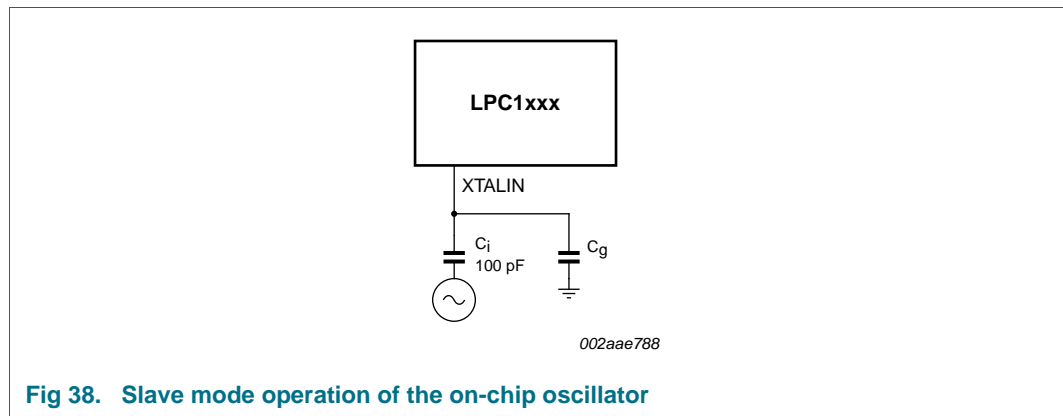 LPC1xxx
XTALIN
Ci
100 pF
Cg
002aae788
Fig 38. Slave mode operation of the on-chip oscillator